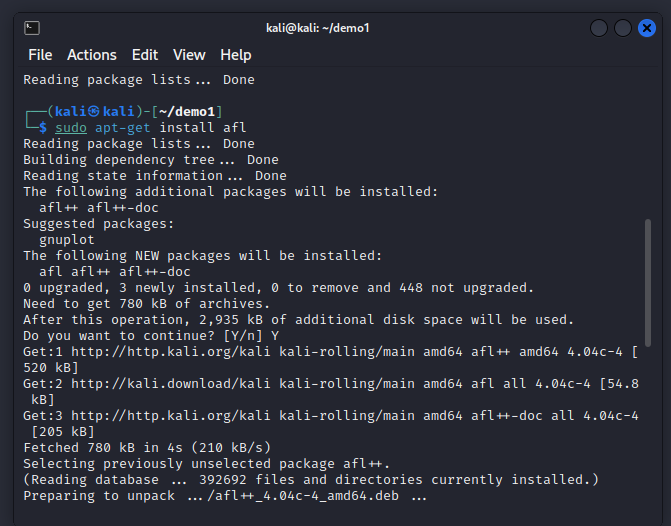 kali@kali: ~/demo1
File Actions Edit View Help
Reading package lists... Done
┌──(kali㉿kali)-[~/demo1]
└─$ sudo apt-get install afl
Reading package lists... Done
Building dependency tree... Done
Reading state information... Done
The following additional packages will be installed:
afl++ afl++-doc
Suggested packages:
gnuplot
The following NEW packages will be installed:
afl afl++ afl++-doc
0 upgraded, 3 newly installed, 0 to remove and 448 not upgraded.
Need to get 780 kB of archives.
After this operation, 2,935 kB of additional disk space will be used.
Do you want to continue? [Y/n] Y
Get:1 http://http.kali.org/kali kali-rolling/main amd64 afl++ amd64 4.04c-4 [
520 kB]
Get:2 http://kali.download/kali kali-rolling/main amd64 afl all 4.04c-4 [54.8
kB]
Get:3 http://http.kali.org/kali kali-rolling/main amd64 afl++-doc all 4.04c-4
[205 kB]
Fetched 780 kB in 4s (210 kB/s)
Selecting previously unselected package afl++.
(Reading database ... 392692 files and directories currently installed.)
Preparing to unpack .../afl++_4.04c-4_amd64.deb ...